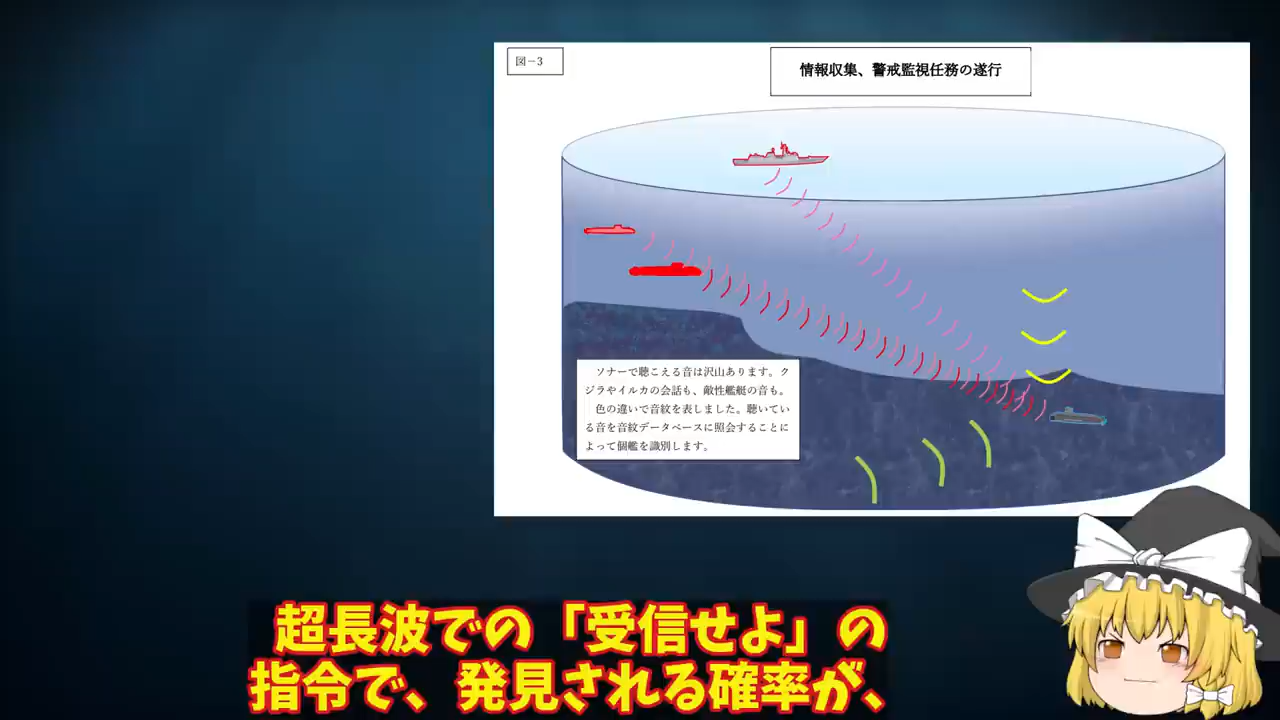 図－3
情報収集、警戒監視任務の遂行
ソナーで聴こえる音は沢山あります。ク
ジラやイルカの会話も、敵性艦艇の音も。
色の違いで音紋を表しました。聴いてい
る音を音紋データベースに照会することに
よって個艦を識別します。
超長波での「受信せよ」の
指令で、発見される確率が、